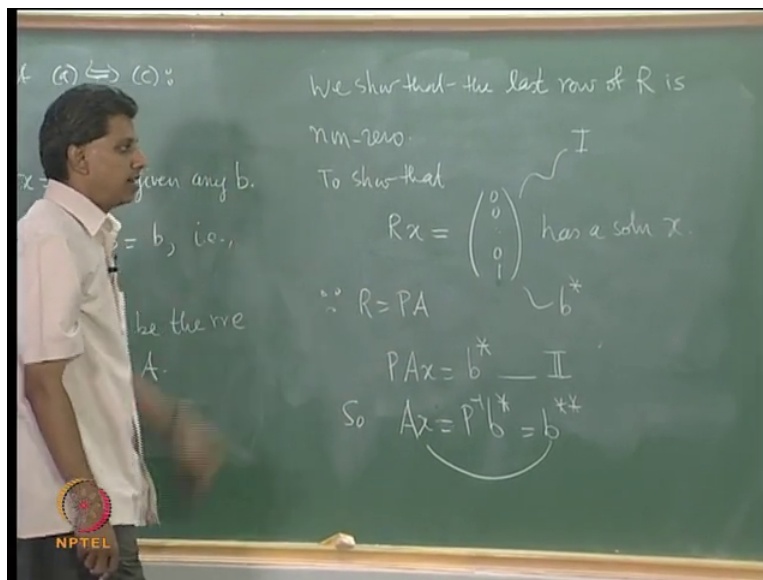 (a) ⟺ (c):
given any b.
= b, i.e.,
be the rre
A.
We show that the last row of R is
non-zero.
To show that
I
Rx = (0 0 . 0 1) has a soln x.
b*
∵ R = PA
PAx = b* — II
So Ax = P⁻¹b* = b**
NPTEL